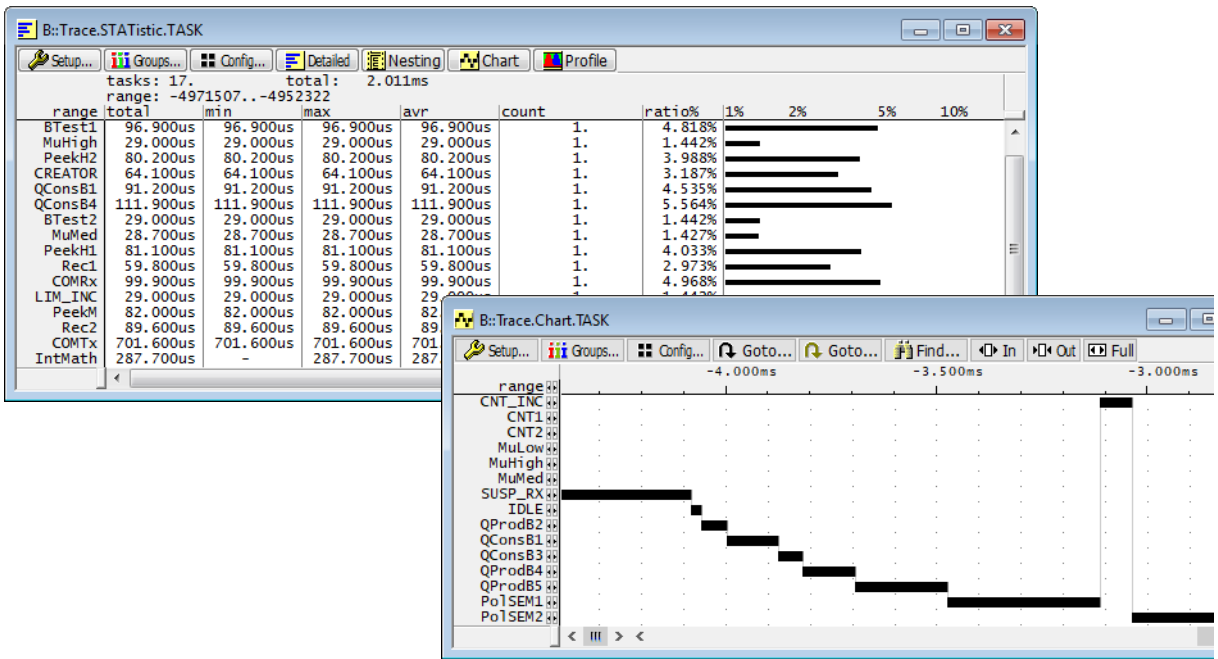 B::Trace.STATistic.TASK
Setup... Groups... Config... Detailed Nesting Chart Profile
tasks: 17. total: 2.011ms
range: -4971507..-4952322
range total min max avr count ratio% 1% 2% 5% 10%
BTest1 96.900us 96.900us 96.900us 96.900us 1. 4.818%
MuHigh 29.000us 29.000us 29.000us 29.000us 1. 1.442%
PeekH2 80.200us 80.200us 80.200us 80.200us 1. 3.988%
CREATOR 64.100us 64.100us 64.100us 64.100us 1. 3.187%
QConsB1 91.200us 91.200us 91.200us 91.200us 1. 4.535%
QConsB4 111.900us 111.900us 111.900us 111.900us 1. 5.564%
BTest2 29.000us 29.000us 29.000us 29.000us 1. 1.442%
MuMed 28.700us 28.700us 28.700us 28.700us 1. 1.427%
PeekH1 81.100us 81.100us 81.100us 81.100us 1. 4.033%
Rec1 59.800us 59.800us 59.800us 59.800us 1. 2.973%
COMRx 99.900us 99.900us 99.900us 99.900us 1. 4.968%
LIM_INC 29.000us 29.000us 29.000us
PeekM 82.000us 82.000us 82.000us 82
Rec2 89.600us 89.600us 89.600us 89
COMTx 701.600us 701.600us 701.600us 701
IntMath 287.700us - 287.700us 287
B::Trace.Chart.TASK
Setup... Groups... Config... Goto... Goto... Find... In Out Full
-4.000ms -3.500ms -3.000ms
range
CNT_INC
CNT1
CNT2
MuLow
MuHigh
MuMed
SUSP_RX
IDLE
QProdB2
QConsB1
QConsB3
QProdB4
QProdB5
PolSEM1
PolSEM2